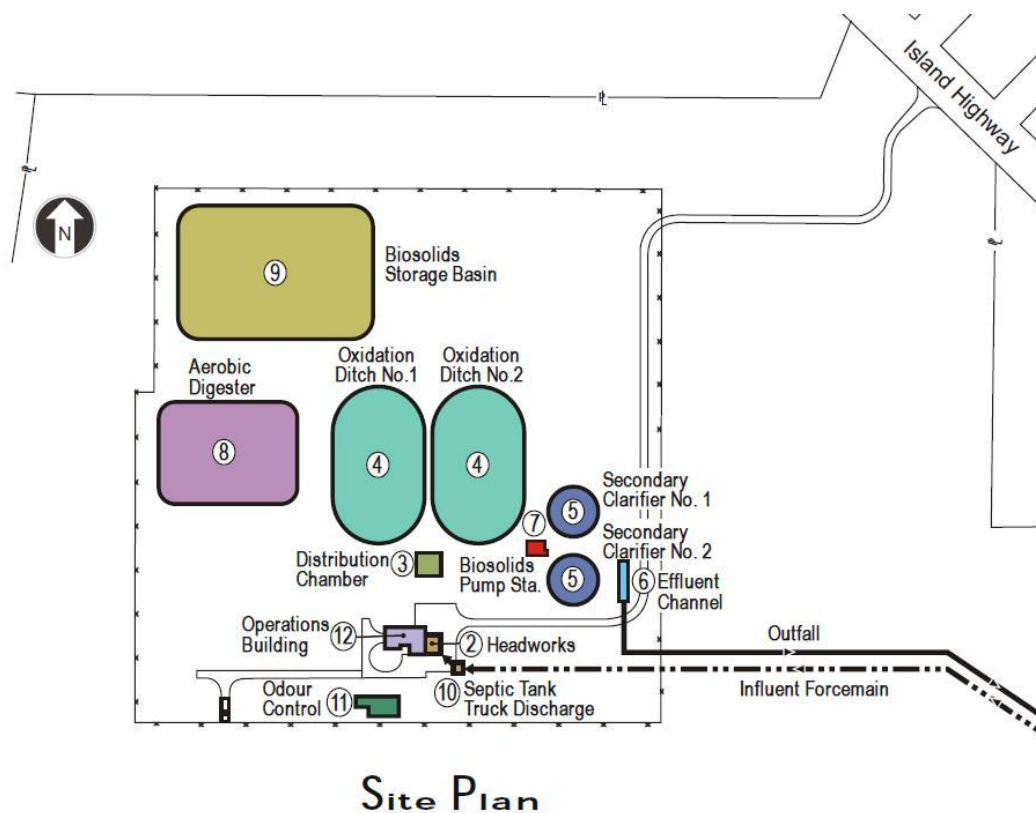 Island Highway
PL
PL
PL
N
9
Biosolids
Storage Basin
Aerobic
Digester
8
Oxidation
Ditch No.1
4
Oxidation
Ditch No.2
4
Secondary
Clarifier No. 1
5
7
Secondary
Clarifier No. 2
5
Biosolids
Pump Sta.
Distribution
Chamber
3
6
Effluent
Channel
Operations
Building
12
2
Headworks
Outfall
Influent Forcemain
10
Septic Tank
Truck Discharge
Odour
Control
11
Site Plan